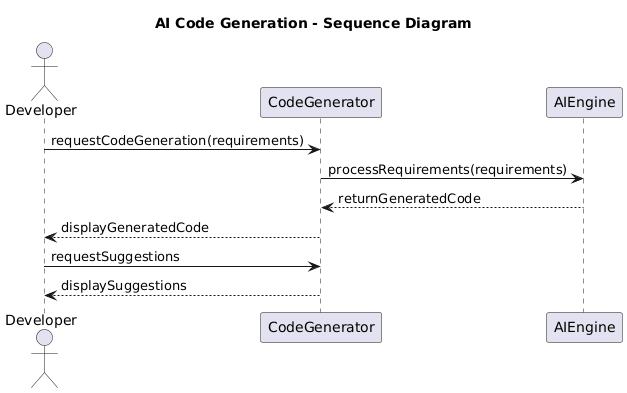 AI Code Generation - Sequence Diagram
Developer
CodeGenerator
AIEngine
requestCodeGeneration(requirements)
processRequirements(requirements)
returnGeneratedCode
displayGeneratedCode
requestSuggestions
displaySuggestions
Developer
CodeGenerator
AIEngine